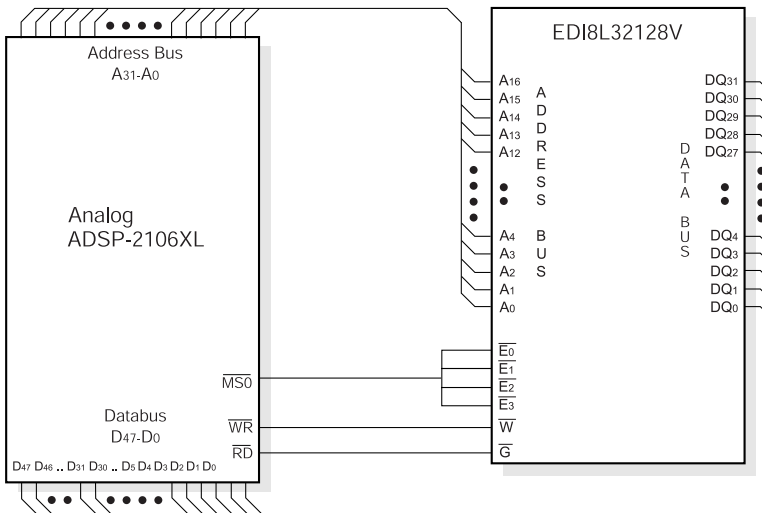 Address Bus
A31-A0
Analog
ADSP-2106XL
MS0
Databus
D47-D0
WR
RD
D47 D46 .. D31 D30 .. D5 D4 D3 D2 D1 D0
EDI8L32128V
A16
A15
A14
A13
A12
A4
A3
A2
A1
A0
ADDRESS BUS
DATA BUS
DQ31
DQ30
DQ29
DQ28
DQ27
DQ4
DQ3
DQ2
DQ1
DQ0
E0
E1
E2
E3
W
G